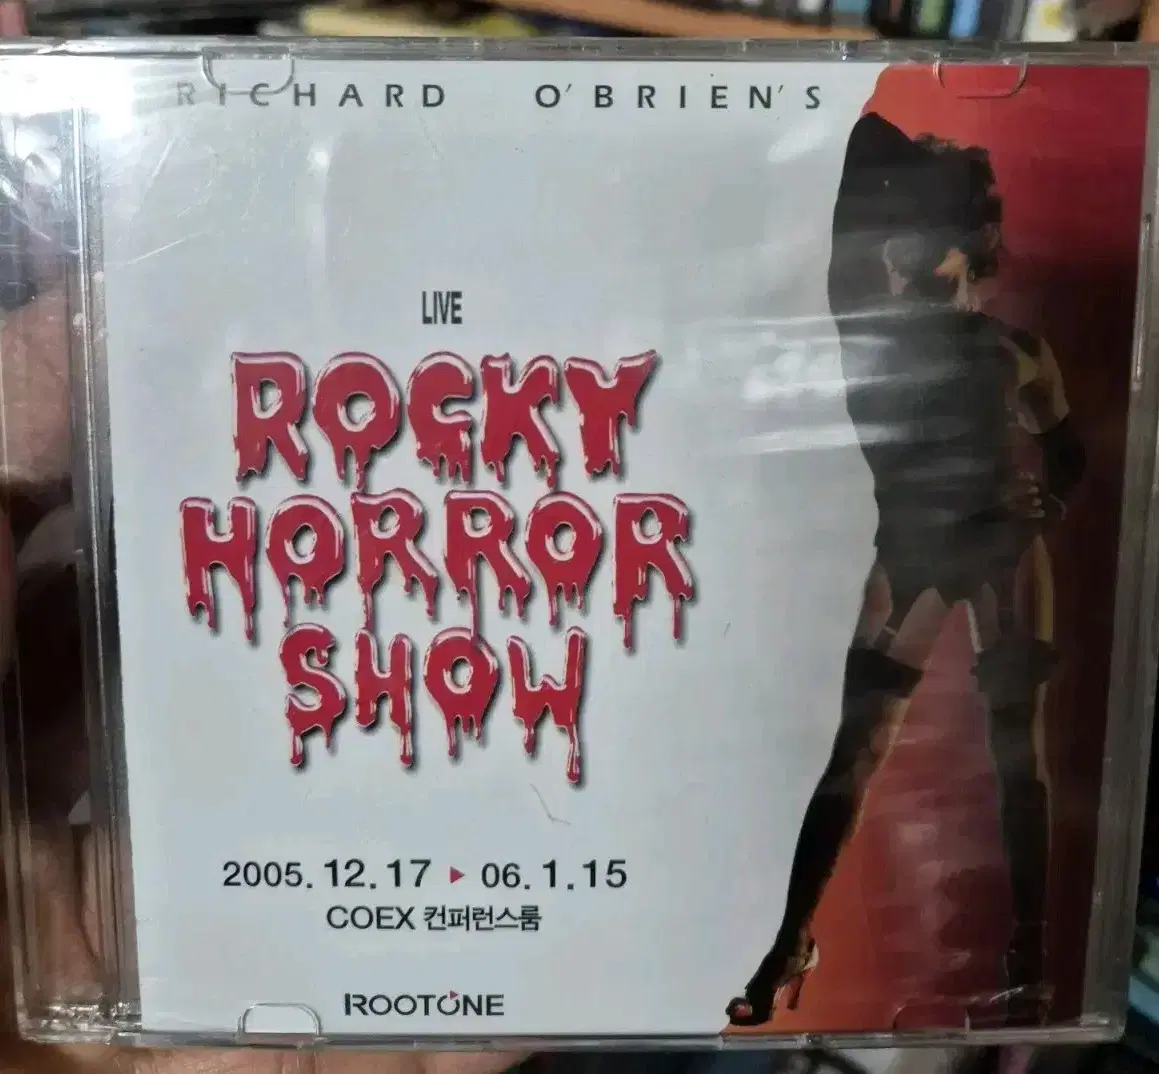 RICHARD O'BRIEN'S
LIVE
ROCKY
HORROR
SHOW
2005. 12. 17 ▶ 06. 1. 15
COEX 컨퍼런스룸
ROOTONE